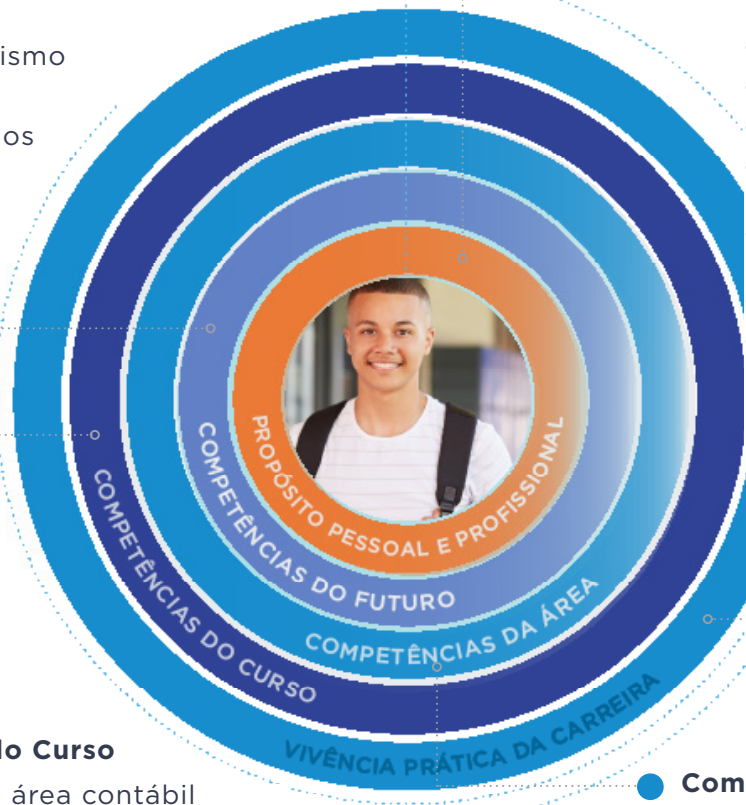 ismo
os
PROPÓSITO PESSOAL E PROFISSIONAL
COMPETÊNCIAS DO FUTURO
COMPETÊNCIAS DA ÁREA
COMPETÊNCIAS DO CURSO
VIVÊNCIA PRÁTICA DA CARREIRA
lo Curso
área contábil
Com